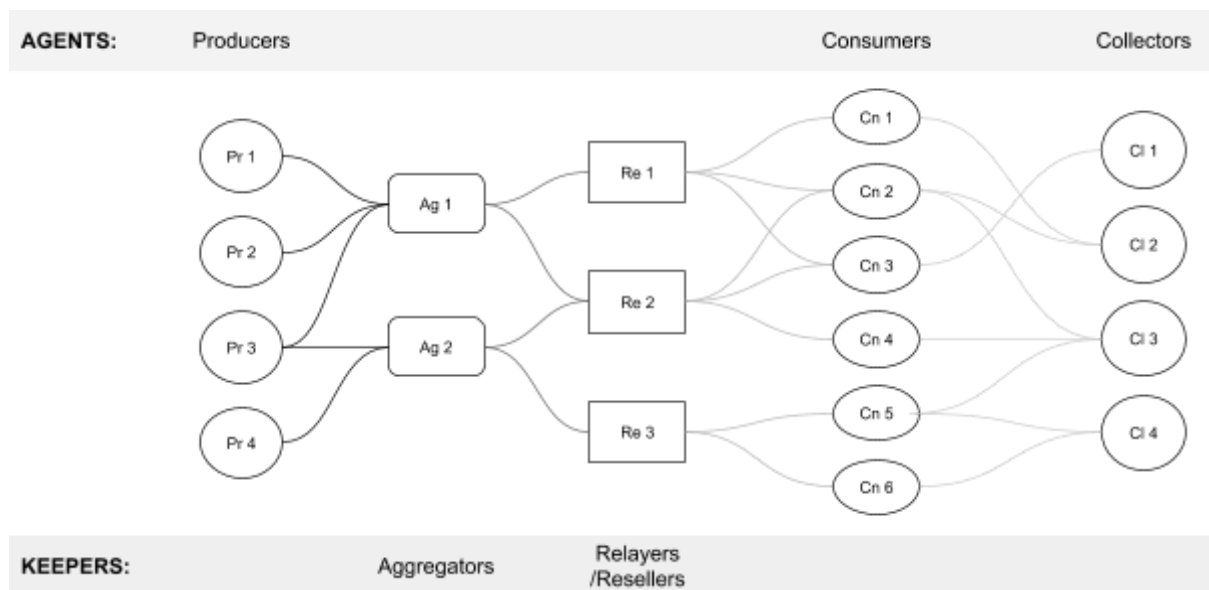 AGENTS: Producers Consumers Collectors
Pr 1
Pr 2
Pr 3
Pr 4
Ag 1
Ag 2
Re 1
Re 2
Re 3
Cn 1
Cn 2
Cn 3
Cn 4
Cn 5
Cn 6
Cl 1
Cl 2
Cl 3
Cl 4
KEEPERS: Aggregators Relayers
/Resellers